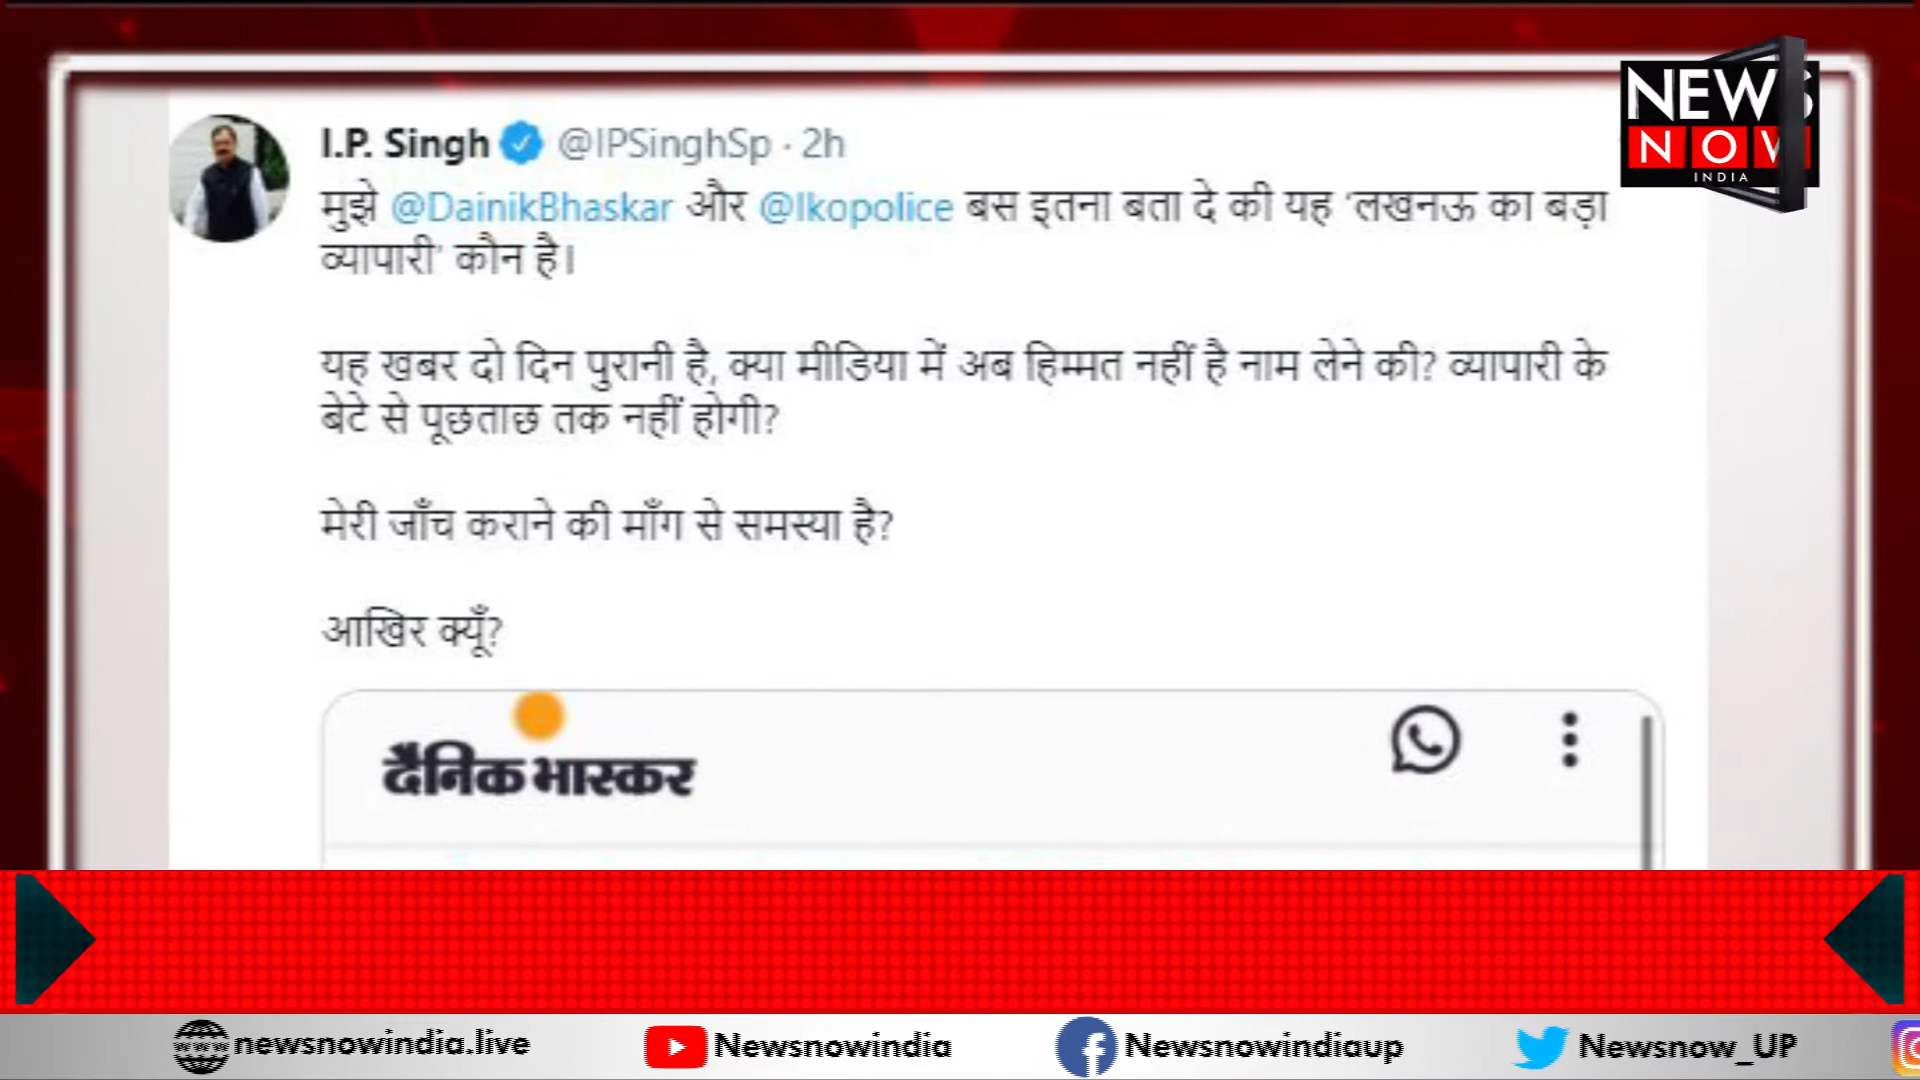 I.P. Singh @IPSinghSp · 2h
मुझे @DainikBhaskar और @lkopolice बस इतना बता दे की यह 'लखनऊ का बड़ा
व्यापारी' कौन है।
यह खबर दो दिन पुरानी है, क्या मीडिया में अब हिम्मत नहीं है नाम लेने की? व्यापारी के
बेटे से पूछताछ तक नहीं होगी?
मेरी जाँच कराने की माँग से समस्या है?
आखिर क्यूँ?
दैनिक भास्कर
NEWS
NOW
INDIA
newsnowindia.live
Newsnowindia
Newsnowindiaup
Newsnow_UP